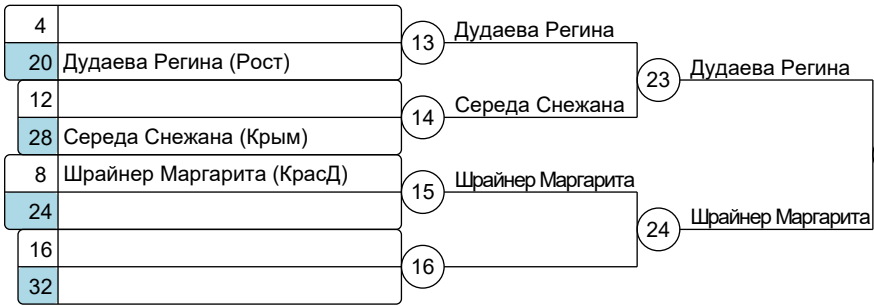 4
13
Дудаева Регина
20 Дудаева Регина (Рост)
23
Дудаева Регина
12
14
Середа Снежана
28 Середа Снежана (Крым)
8 Шрайнер Маргарита (КрасД)
15
Шрайнер Маргарита
24
24
Шрайнер Маргарита
16
16
32